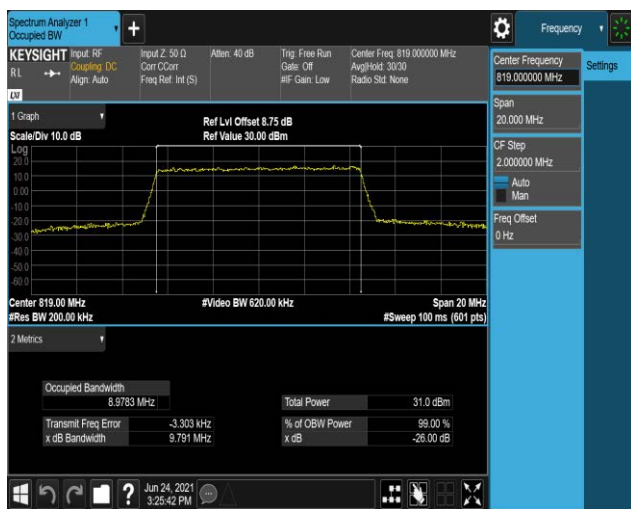 Spectrum Analyzer 1
Occupied BW
+
Frequency
KEYSIGHT
RL
LXI
Input: RF
Coupling: DC
Align: Auto
Input Z: 50 Ω
Corr CCorr
Freq Ref: Int (S)
Atten: 40 dB
Trig: Free Run
Gate: Off
#IF Gain: Low
Center Freq: 819.000000 MHz
Avg|Hold: 30/30
Radio Std: None
Center Frequency
819.000000 MHz
Settings
Span
20.000 MHz
CF Step
2.000000 MHz
Auto
Man
Freq Offset
0 Hz
1 Graph
Scale/Div 10.0 dB
Ref Lvl Offset 8.75 dB
Ref Value 30.00 dBm
Log
20.0
10.0
0.00
-10.0
-20.0
-30.0
-40.0
-50.0
-60.0
Center 819.00 MHz
#Video BW 620.00 kHz
Span 20 MHz
#Res BW 200.00 kHz
#Sweep 100 ms (601 pts)
2 Metrics
Occupied Bandwidth
8.9783 MHz
Total Power 31.0 dBm
Transmit Freq Error -3.303 kHz
% of OBW Power 99.00 %
x dB Bandwidth 9.791 MHz
x dB -26.00 dB
?
Jun 24, 2021
3:25:42 PM